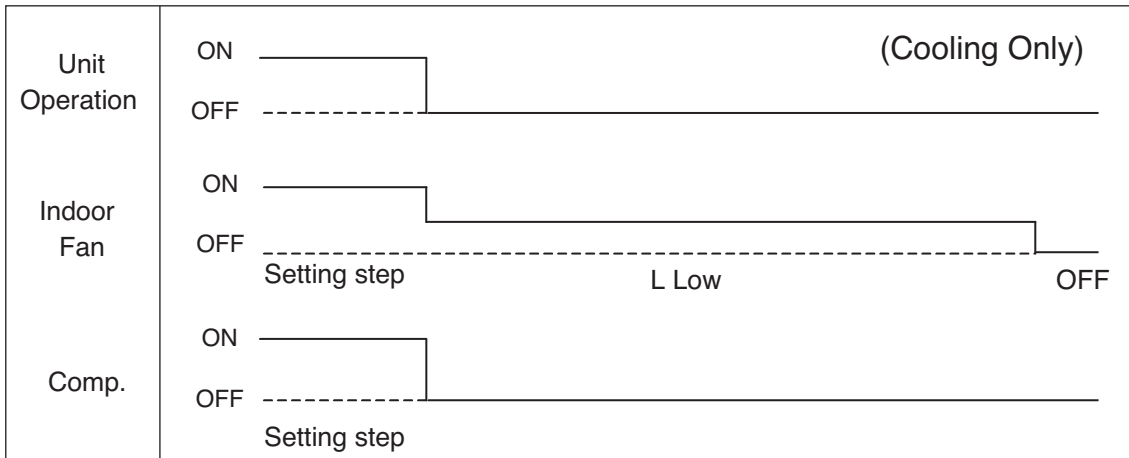 (Cooling Only)
Unit
Operation
ON
OFF
Indoor
Fan
ON
OFF
Setting step
L Low
OFF
Comp.
ON
OFF
Setting step